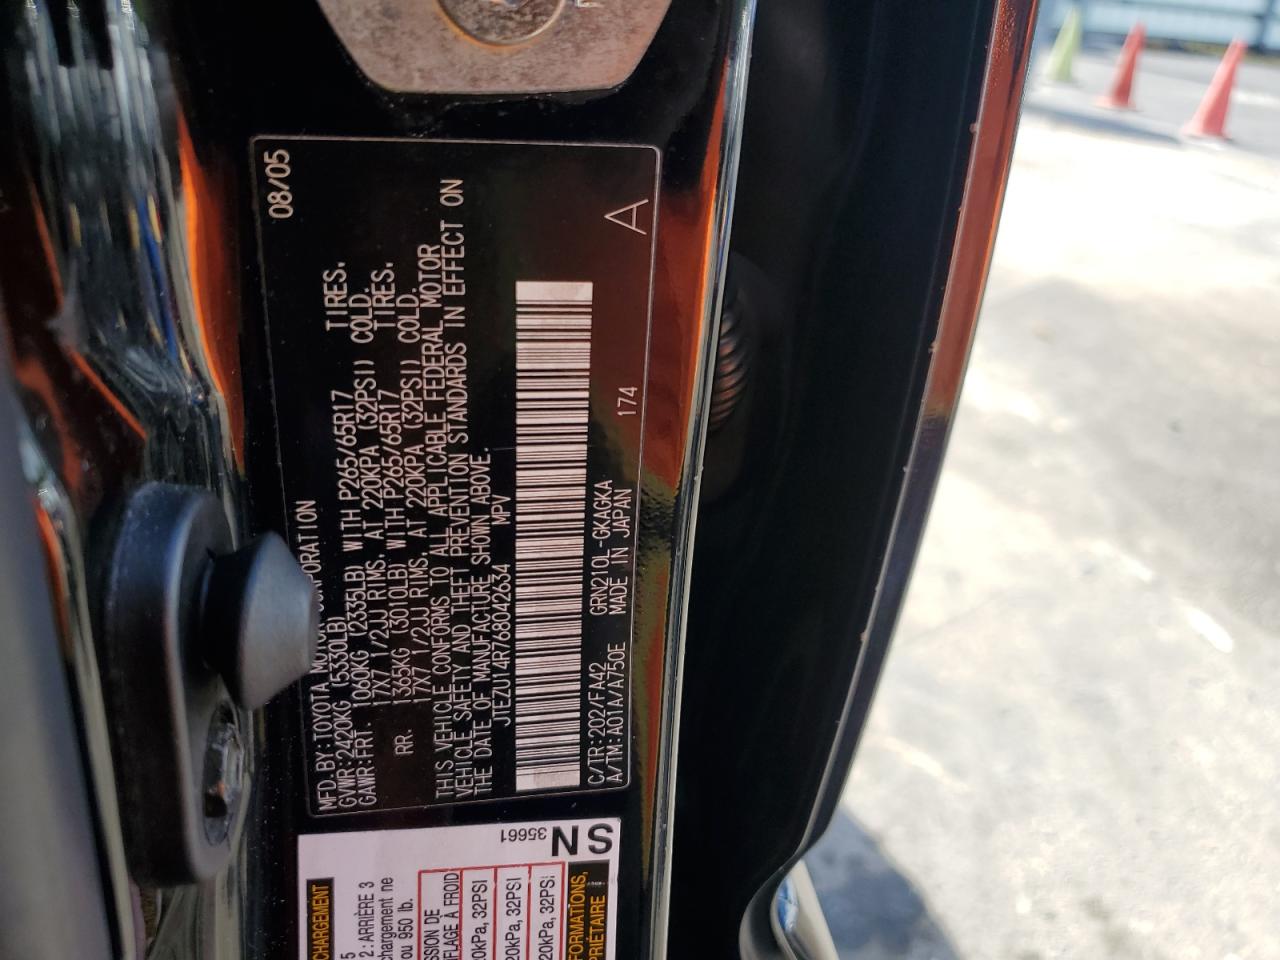 MFD.BY:TOYOTA MOTOR CORPORATION 08/05
GVWR:2420KG (5330LB)
GAWR:FRT. 1060KG (2335LB) WITH P265/65R17 TIRES.
17X7 1/2JJ RIMS. AT 220KPA (32PSI) COLD.
RR. 1365KG (3010LB) WITH P265/65R17 TIRES.
17X7 1/2JJ RIMS. AT 220KPA (32PSI) COLD.
THIS VEHICLE CONFORMS TO ALL APPLICABLE FEDERAL MOTOR
VEHICLE SAFETY AND THEFT PREVENTION STANDARDS IN EFFECT ON
THE DATE OF MANUFACTURE SHOWN ABOVE.
JTEZU14R768042634 MPV
C/TR:202/FA42 GRN210L-GKAGKA
A/TM:A01A/A750E MADE IN JAPAN 174 A
SN
35661
CHARGEMENT
5
2:ARRIÈRE 3
chargement ne
ou 950 lb.
SSION DE
FLAGE À FROID
20kPa, 32PSI
20kPa, 32PSI
20kPa, 32PSI
FORMATIONS,
PRIÉTAIRE